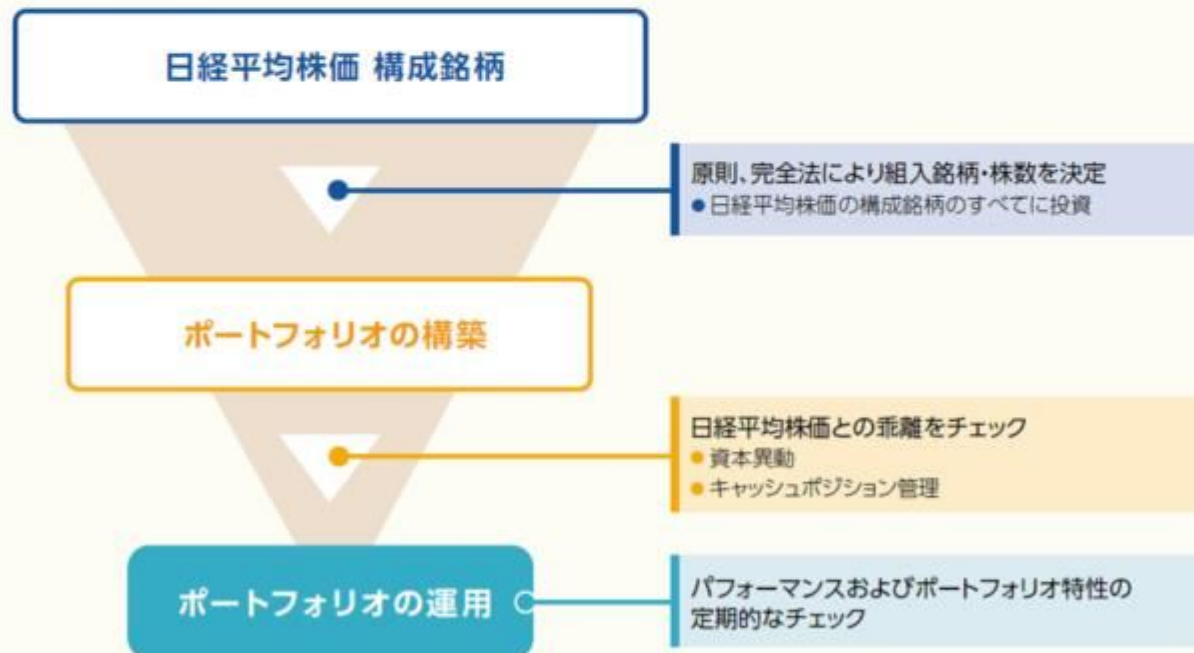 日経平均株価 構成銘柄
原則、完全法により組入銘柄・株数を決定
●日経平均株価の構成銘柄のすべてに投資
ポートフォリオの構築
日経平均株価との乖離をチェック
●資本異動
●キャッシュポジション管理
ポートフォリオの運用
パフォーマンスおよびポートフォリオ特性の
定期的なチェック